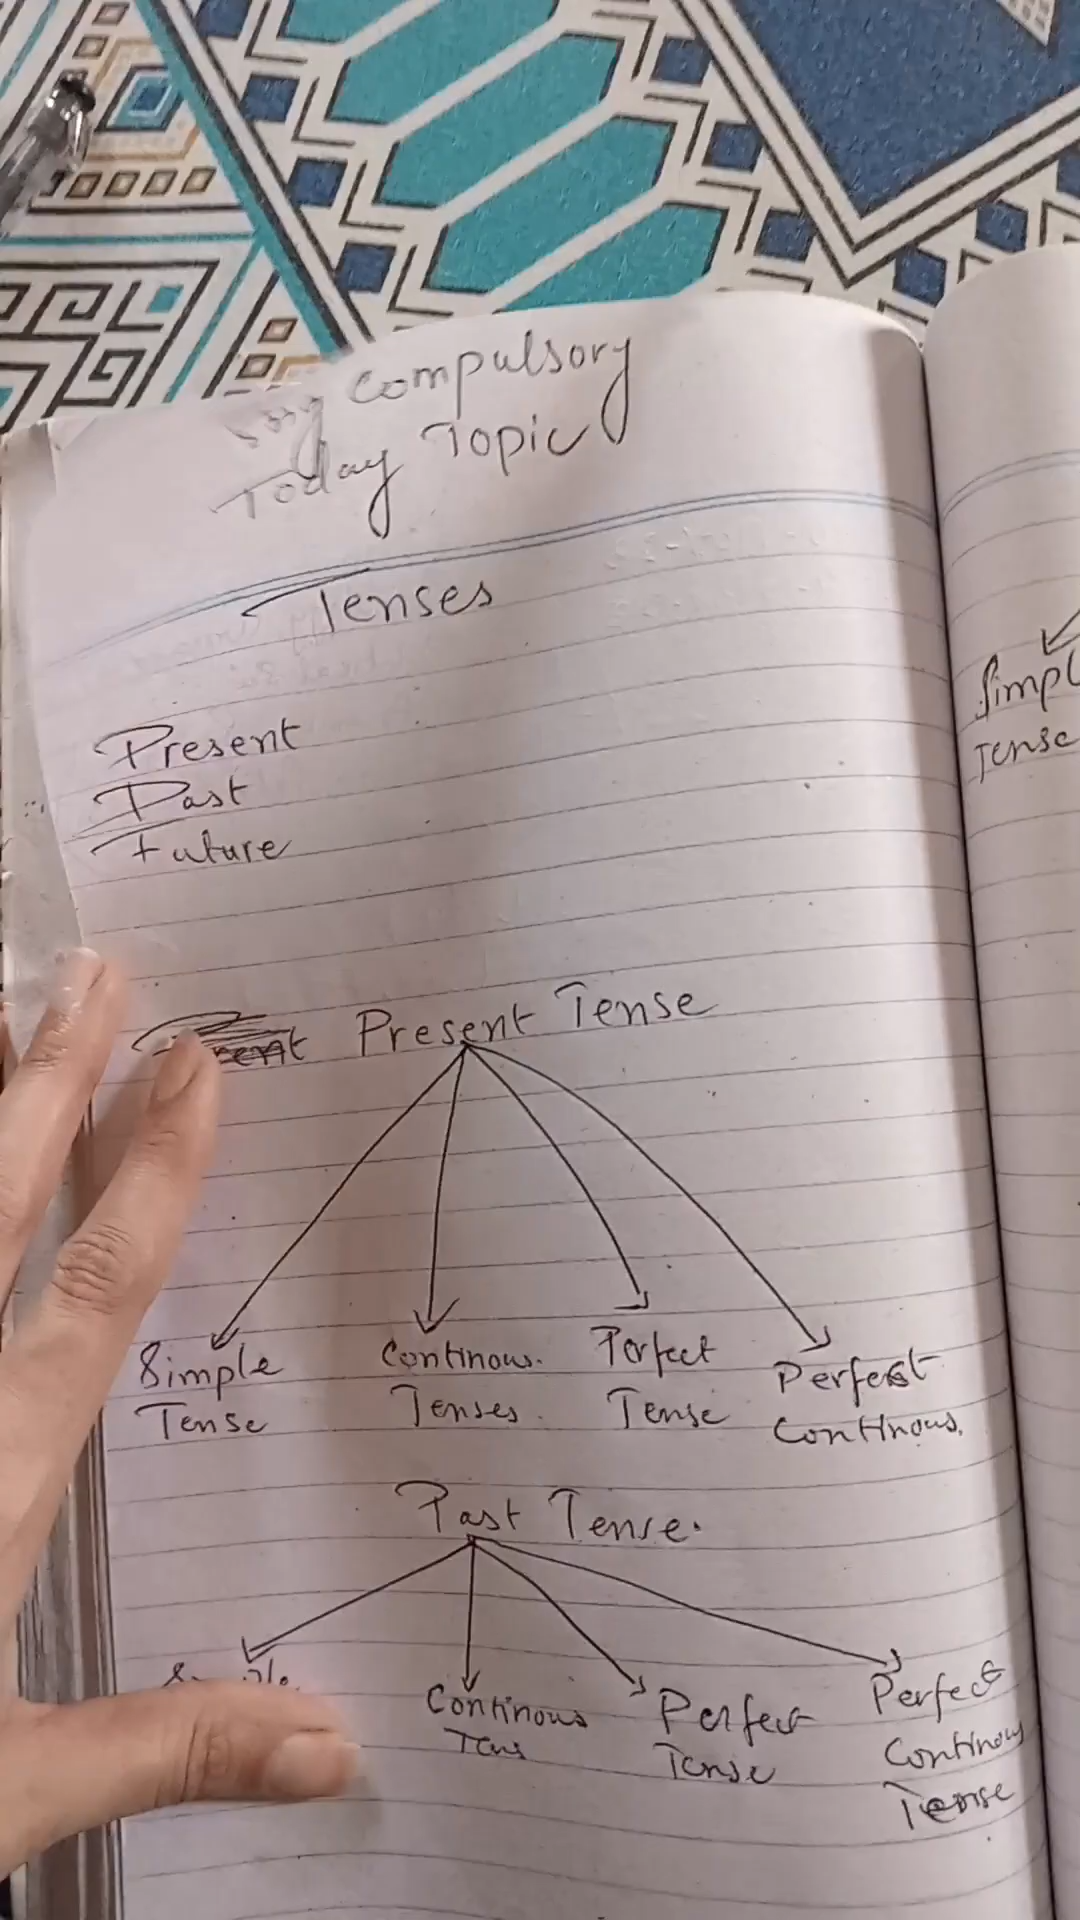 Compulsory
Today Topic
Tenses
Present
Past
Future
Present Tense
Simple
Tense
Continous.
Tenses.
Perfect
Tense
Perfect
Continous.
Past Tense.
Continous
Tens
Perfect
Tense
Perfect
Continous
Tense
Simpl
Tense